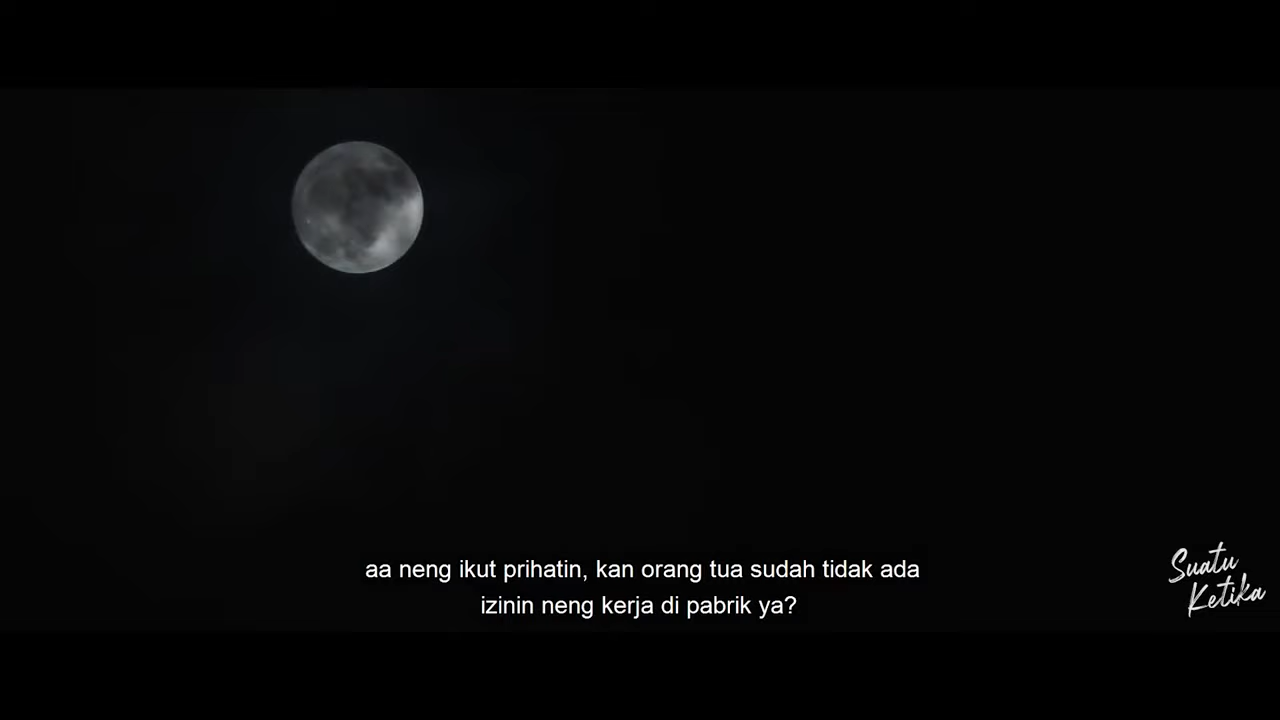 aa neng ikut prihatin, kan orang tua sudah tidak ada
izinin neng kerja di pabrik ya?
Suatu
Ketika